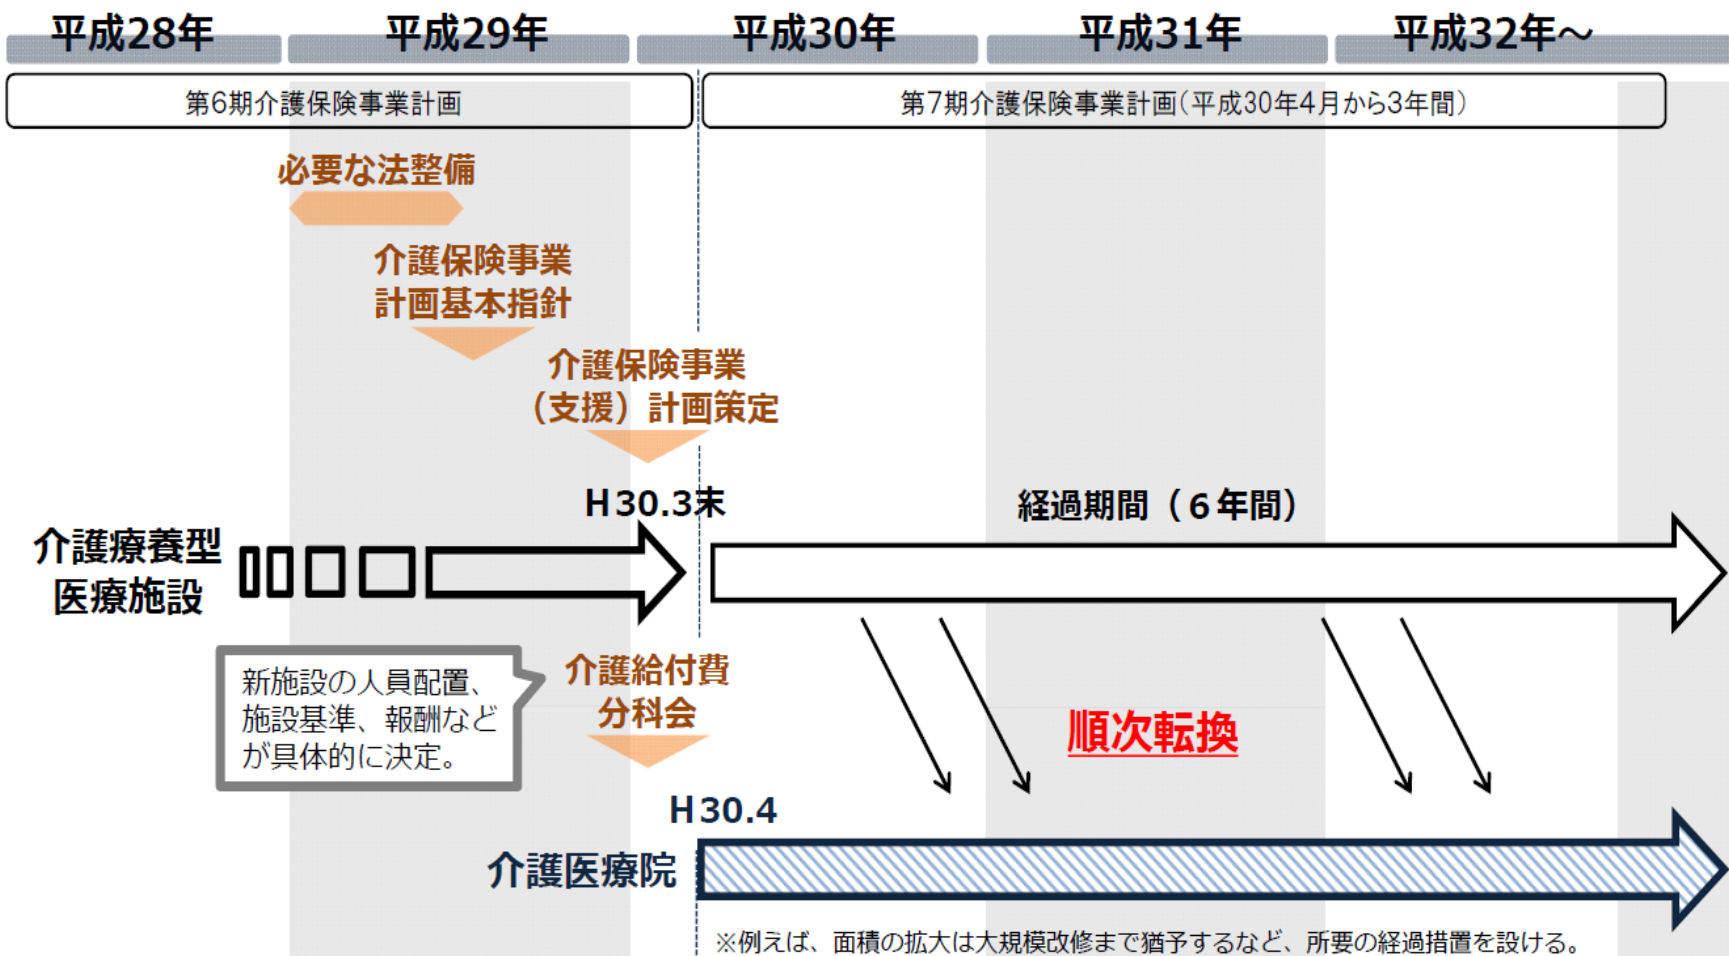 平成28年
平成29年
平成30年
平成31年
平成32年～
第6期介護保険事業計画
第7期介護保険事業計画（平成30年4月から3年間）
必要な法整備
介護保険事業
計画基本指針
介護保険事業
（支援）計画策定
H30.3末
経過期間（６年間）
介護療養型
医療施設
新施設の人員配置、
施設基準、報酬など
が具体的に決定。
介護給付費
分科会
順次転換
H30.4
介護医療院
※例えば、面積の拡大は大規模改修まで猶予するなど、所要の経過措置を設ける。